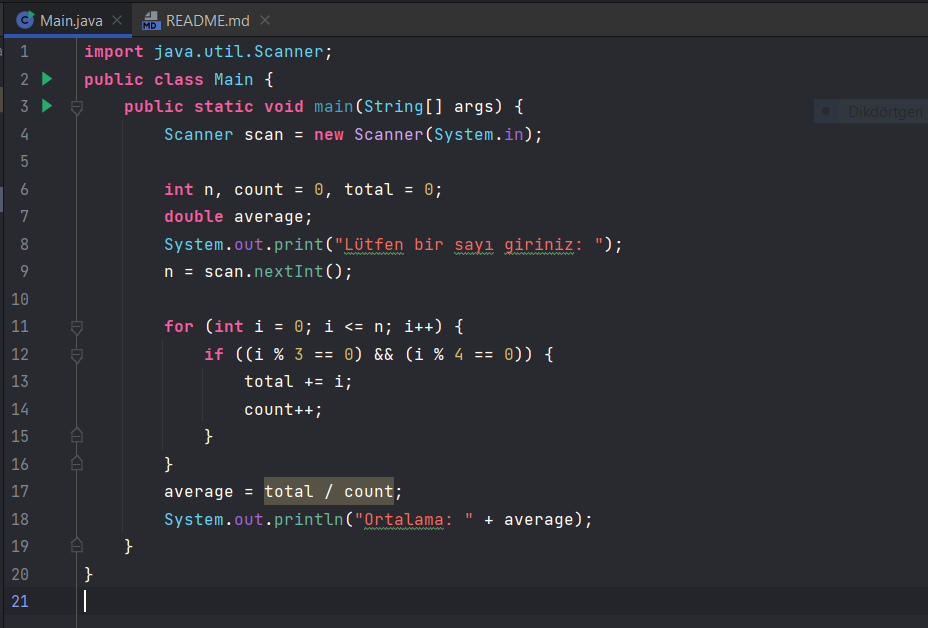 Main.java README.md
1 import java.util.Scanner;
2 public class Main {
3 public static void main(String[] args) {
Dikdörtgen
4 Scanner scan = new Scanner(System.in);
5
6 int n, count = 0, total = 0;
7 double average;
8 System.out.print("Lütfen bir sayı giriniz: ");
9 n = scan.nextInt();
10
11 for (int i = 0; i <= n; i++) {
12 if ((i % 3 == 0) && (i % 4 == 0)) {
13 total += i;
14 count++;
15 }
16 }
17 average = total / count;
18 System.out.println("Ortalama: " + average);
19 }
20 }
21